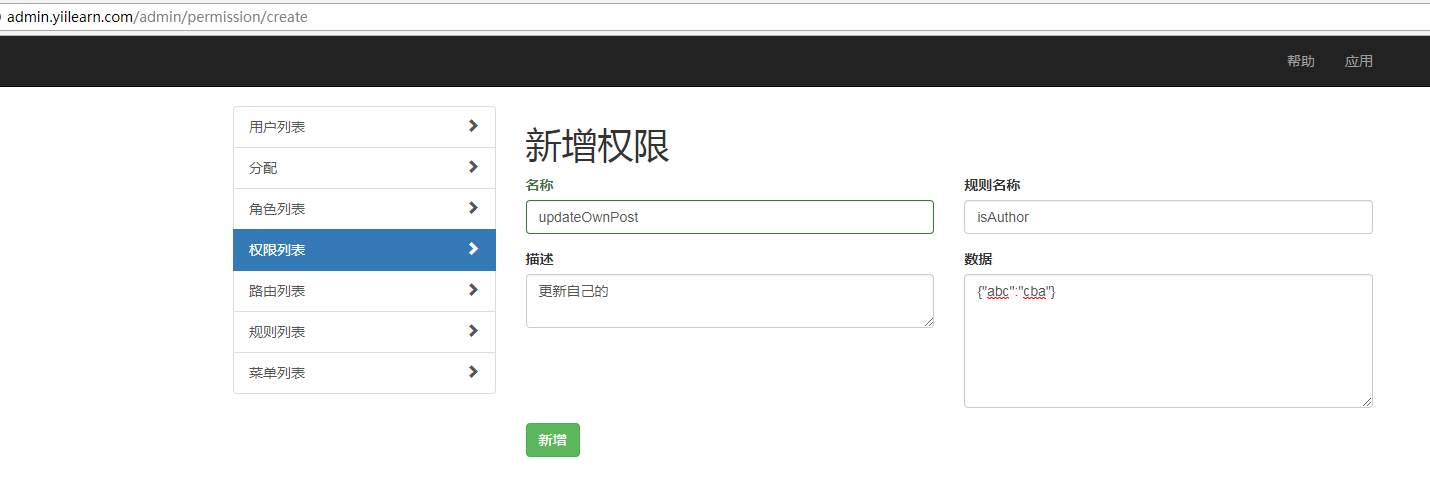 admin.yiilearn.com/admin/permission/create
帮助 应用
用户列表
分配
角色列表
权限列表
路由列表
规则列表
菜单列表
新增权限
名称
updateOwnPost
规则名称
isAuthor
描述
更新自己的
数据
{"abc":"cba"}
新增